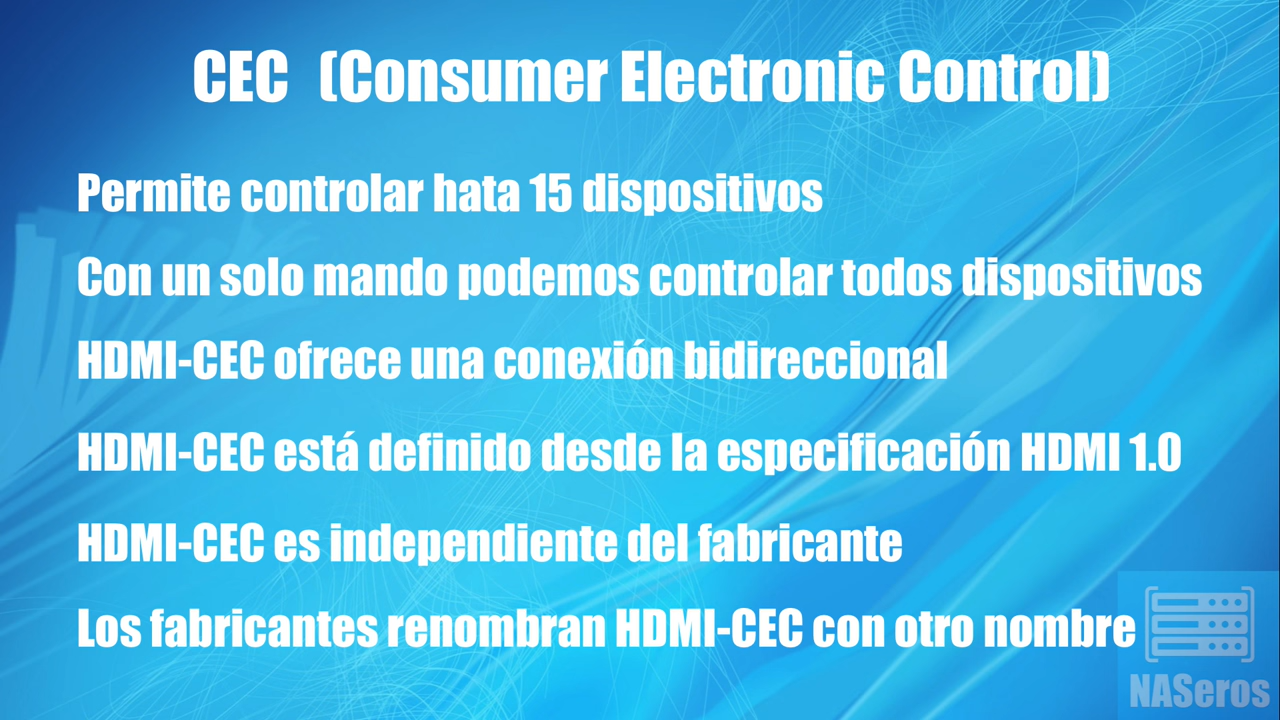 CEC (Consumer Electronic Control)
Permite controlar hata 15 dispositivos
Con un solo mando podemos controlar todos dispositivos
HDMI-CEC ofrece una conexión bidireccional
HDMI-CEC está definido desde la especificación HDMI 1.0
HDMI-CEC es independiente del fabricante
Los fabricantes renombran HDMI-CEC con otro nombre
NASeros